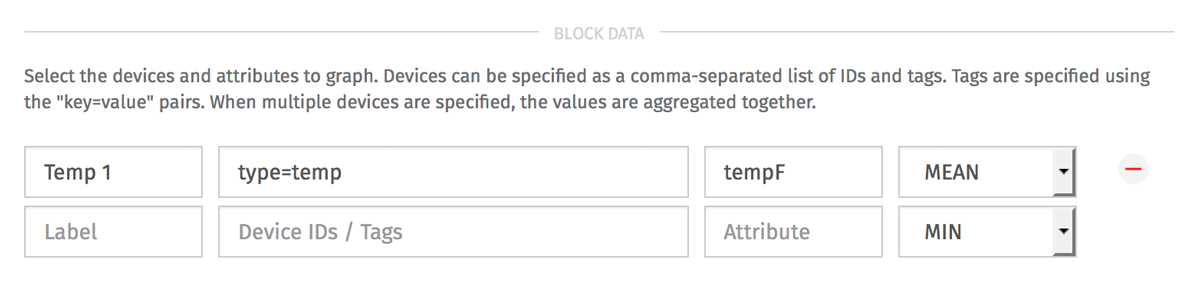 BLOCK DATA
Select the devices and attributes to graph. Devices can be specified as a comma-separated list of IDs and tags. Tags are specified using
the "key=value" pairs. When multiple devices are specified, the values are aggregated together.
Temp 1 type=temp tempF MEAN
Label Device IDs / Tags Attribute MIN